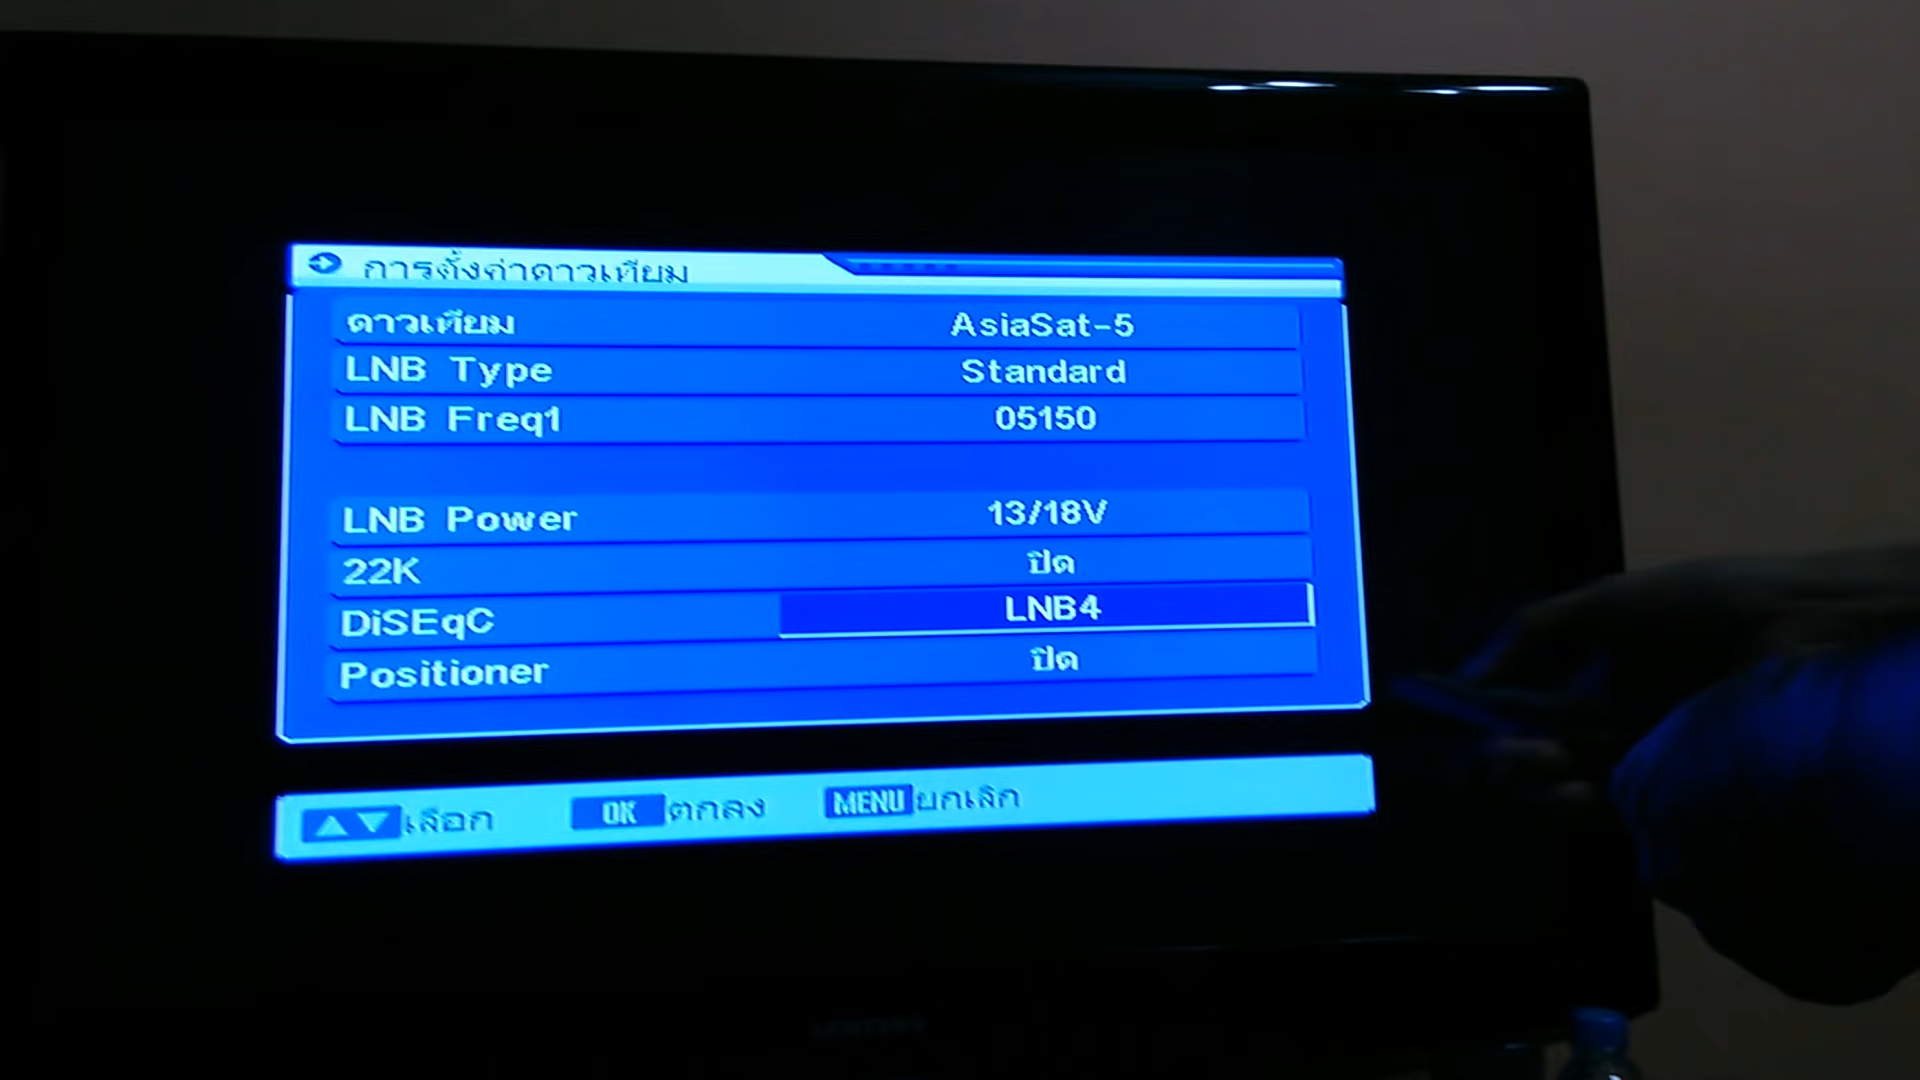 การตั้งค่าดาวเทียม
ดาวเทียม AsiaSat-5
LNB Type Standard
LNB Freq1 05150
LNB Power 13/18V
22K ปิด
DiSEqC LNB4
Positioner ปิด
เลือก OK ตกลง MENU ยกเลิก